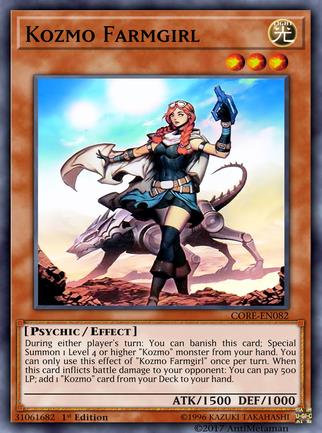 KOZMO FARMGIRL
LIGHT
光
CORE-EN082
[PSYCHIC / EFFECT]
During either player's turn: You can banish this card; Special
Summon 1 Level 4 or higher "Kozmo" monster from your hand. You
can only use this effect of "Kozmo Farmgirl" once per turn. When
this card inflicts battle damage to your opponent: You can pay 500
LP; add 1 "Kozmo" card from your Deck to your hand.
ATK/1500 DEF/1000
31061682 1st Edition ©1996 KAZUKI TAKAHASHI
©2017 AntiMetaman